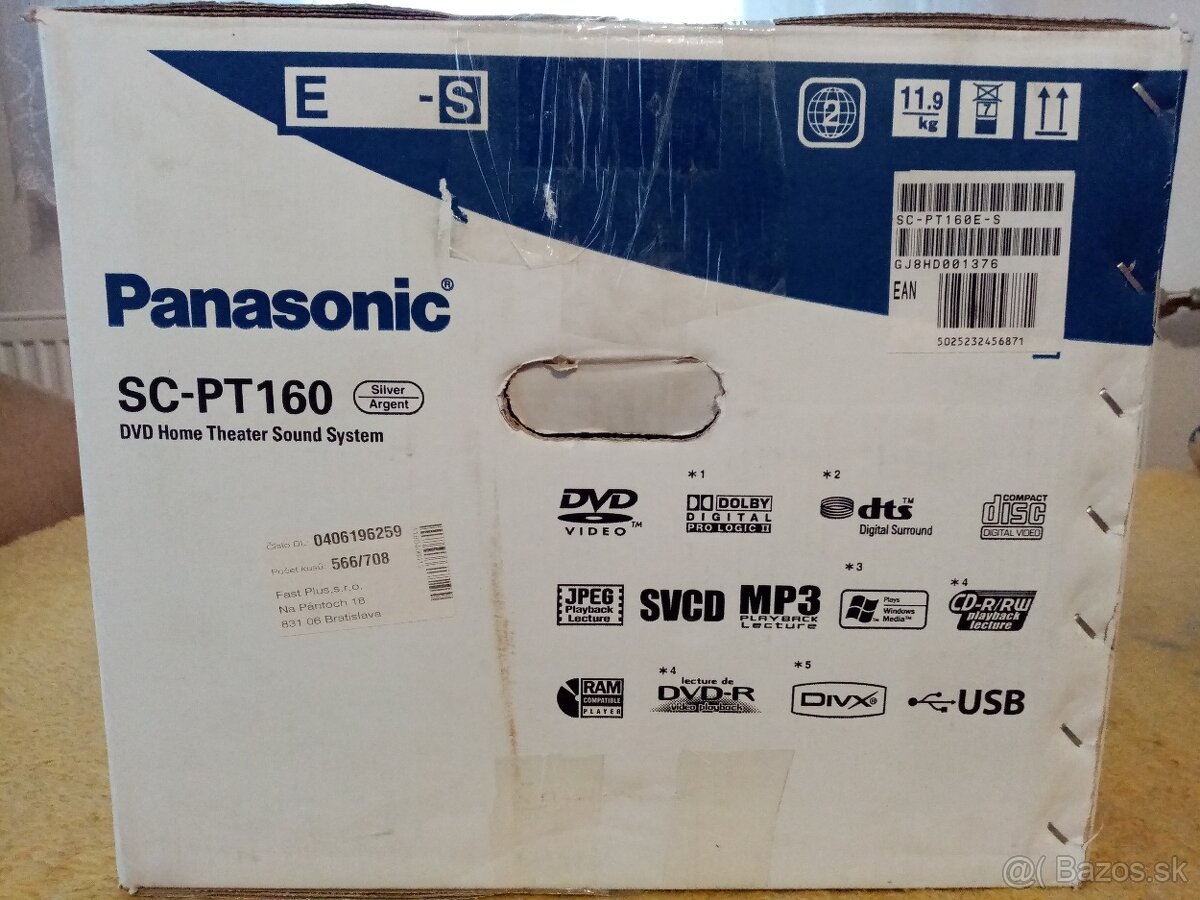 E -S
2
11.9
kg
7
SC-PT160E-S
GJ8HD001376
EAN
5025232456871
Panasonic®
SC-PT160
Silver
Argent
DVD Home Theater Sound System
Číslo DL: 0406196259
Počet kusů: 566/708
Fast Plus,s.r.o.
Na Pántoch 18
831 06 Bratislava
DVD
VIDEO™
*1
DOLBY
DIGITAL
PRO LOGIC II
*2
dts™
Digital Surround
COMPACT
disc
DIGITAL VIDEO
JPEG
Playback
Lecture
SVCD
MP3
PLAYBACK
Lecture
*3
Plays
Windows
Media™
*4
CD-R/RW
playback
lecture
RAM
COMPATIBLE
PLAYER
*4
lecture de
DVD-R
video playback
*5
DIVX®
USB
@( Bazos.sk